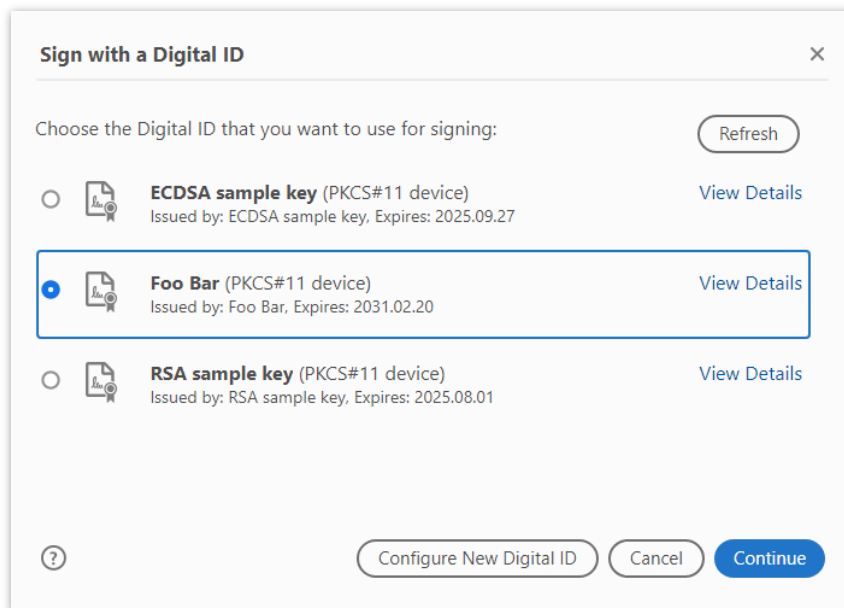 Sign with a Digital ID
Choose the Digital ID that you want to use for signing:
Refresh
ECDSA sample key (PKCS#11 device)
View Details
Issued by: ECDSA sample key, Expires: 2025.09.27
Foo Bar (PKCS#11 device)
View Details
Issued by: Foo Bar, Expires: 2031.02.20
RSA sample key (PKCS#11 device)
View Details
Issued by: RSA sample key, Expires: 2025.08.01
?
Configure New Digital ID
Cancel
Continue